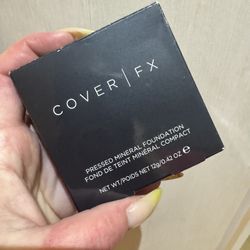 COVER | FX
PRESSED MINERAL FOUNDATION
FOND DE TEINT MINÉRAL COMPACT
NET WT/POIDS NET 12g/0.42 OZ ℮